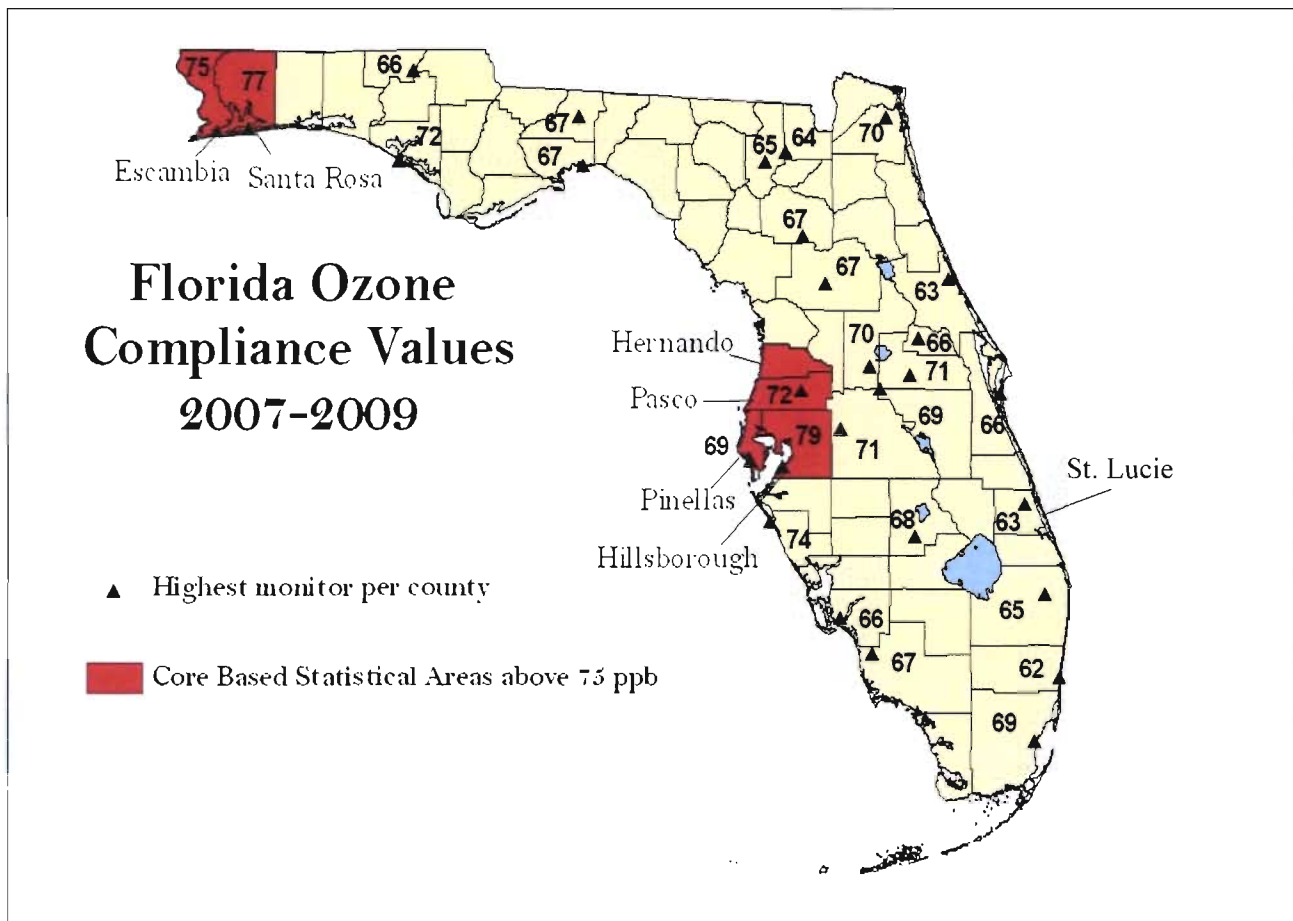 75
77
66
72
67
67
65
64
70
Escambia
Santa Rosa
67
67
63
Florida Ozone
Compliance Values
2007-2009
Hernando
70
66
71
Pasco
72
69
66
69
79
71
St. Lucie
Pinellas
68
63
Hillsborough
74
Highest monitor per county
65
66
Core Based Statistical Areas above 75 ppb
67
62
69